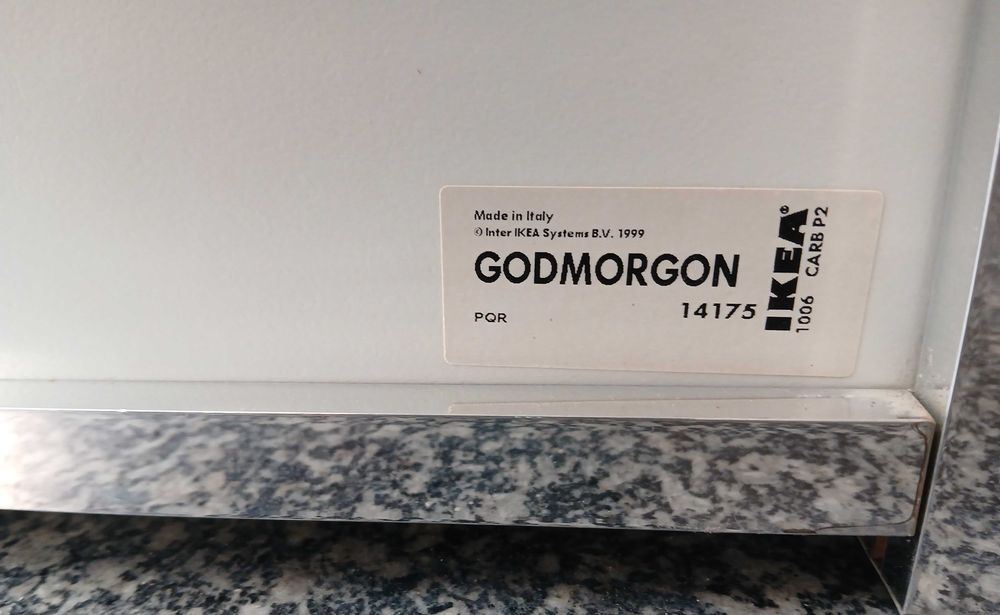 Made in Italy
© Inter IKEA Systems B.V. 1999
GODMORGON
14175
PQR
IKEA®
1006 CARB P2